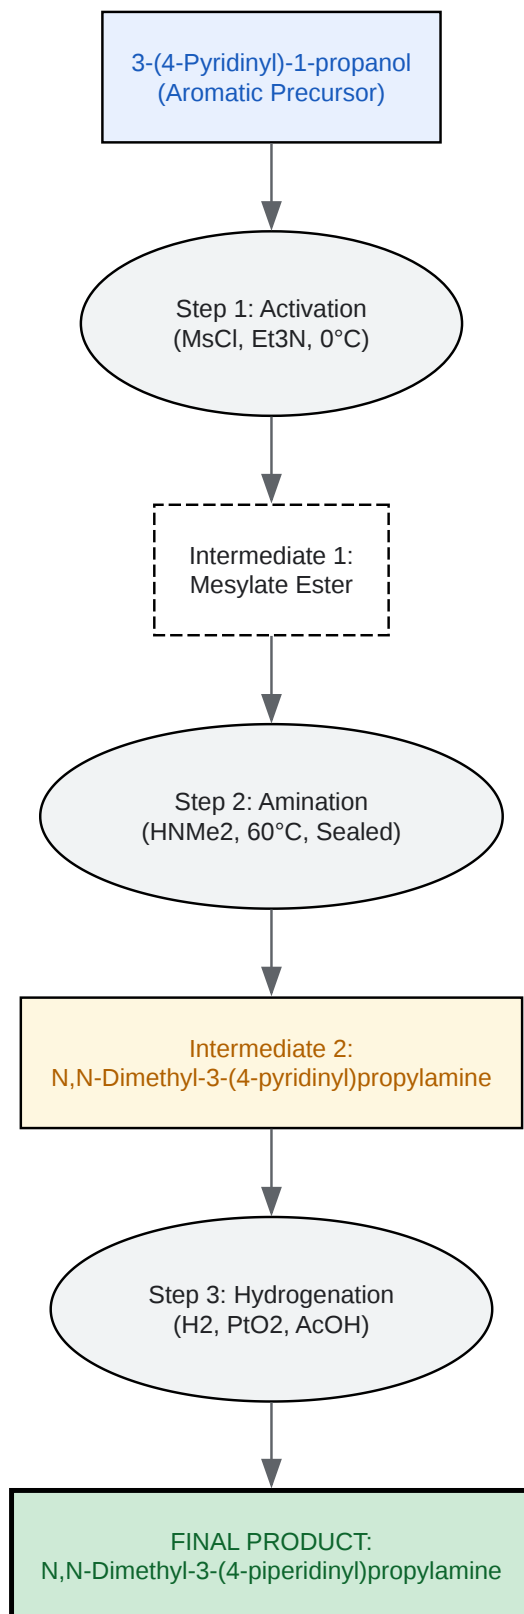 3-(4-Pyridinyl)-1-propanol
(Aromatic Precursor)
Step 1: Activation
(MsCl, Et3N, 0°C)
Intermediate 1:
Mesylate Ester
Step 2: Amination
(HNMe2, 60°C, Sealed)
Intermediate 2:
N,N-Dimethyl-3-(4-pyridinyl)propylamine
Step 3: Hydrogenation
(H2, PtO2, AcOH)
FINAL PRODUCT:
N,N-Dimethyl-3-(4-piperidinyl)propylamine